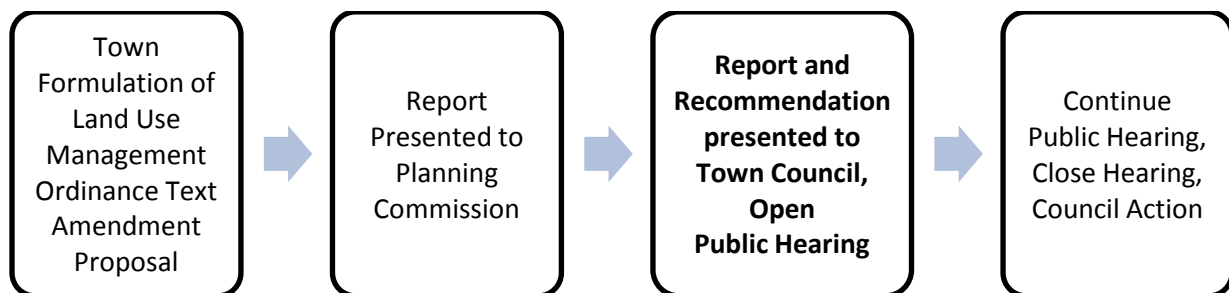 Town
Formulation of
Land Use
Management
Ordinance Text
Amendment
Proposal
Report
Presented to
Planning
Commission
Report and
Recommendation
presented to
Town Council,
Open
Public Hearing
Continue
Public Hearing,
Close Hearing,
Council Action